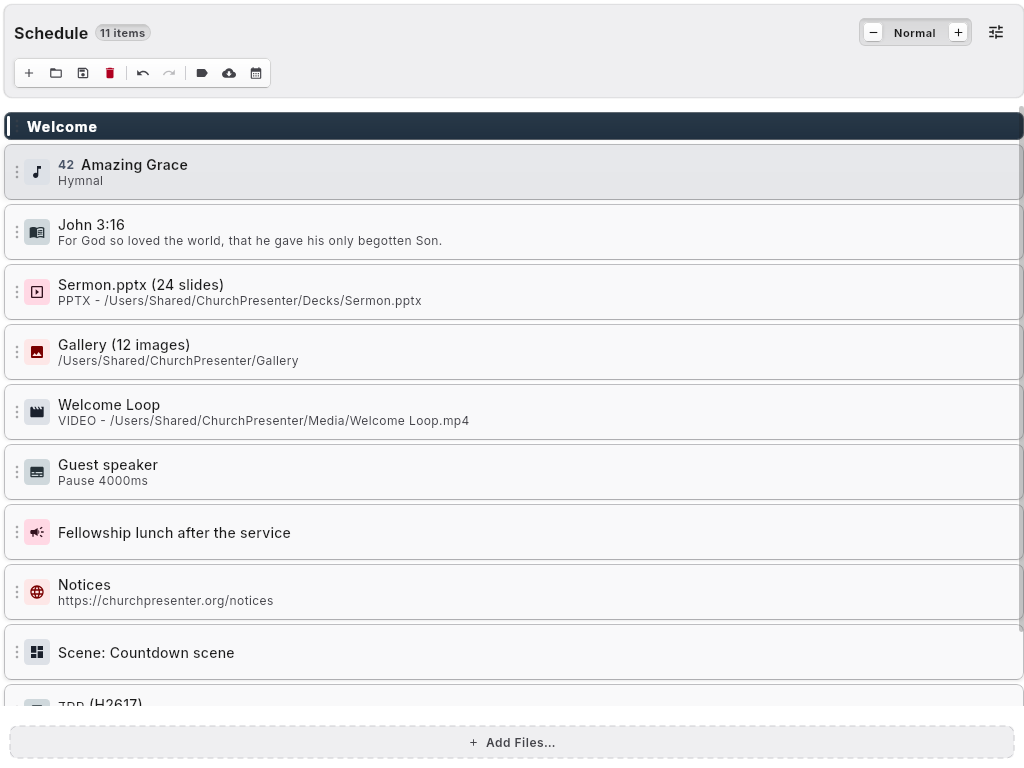 Schedule 11 items
Normal
Welcome
42 Amazing Grace
Hymnal
John 3:16
For God so loved the world, that he gave his only begotten Son.
Sermon.pptx (24 slides)
PPTX - /Users/Shared/ChurchPresenter/Decks/Sermon.pptx
Gallery (12 images)
/Users/Shared/ChurchPresenter/Gallery
Welcome Loop
VIDEO - /Users/Shared/ChurchPresenter/Media/Welcome Loop.mp4
Guest speaker
Pause 4000ms
Fellowship lunch after the service
Notices
https://churchpresenter.org/notices
Scene: Countdown scene
(H2617)
+ Add Files...